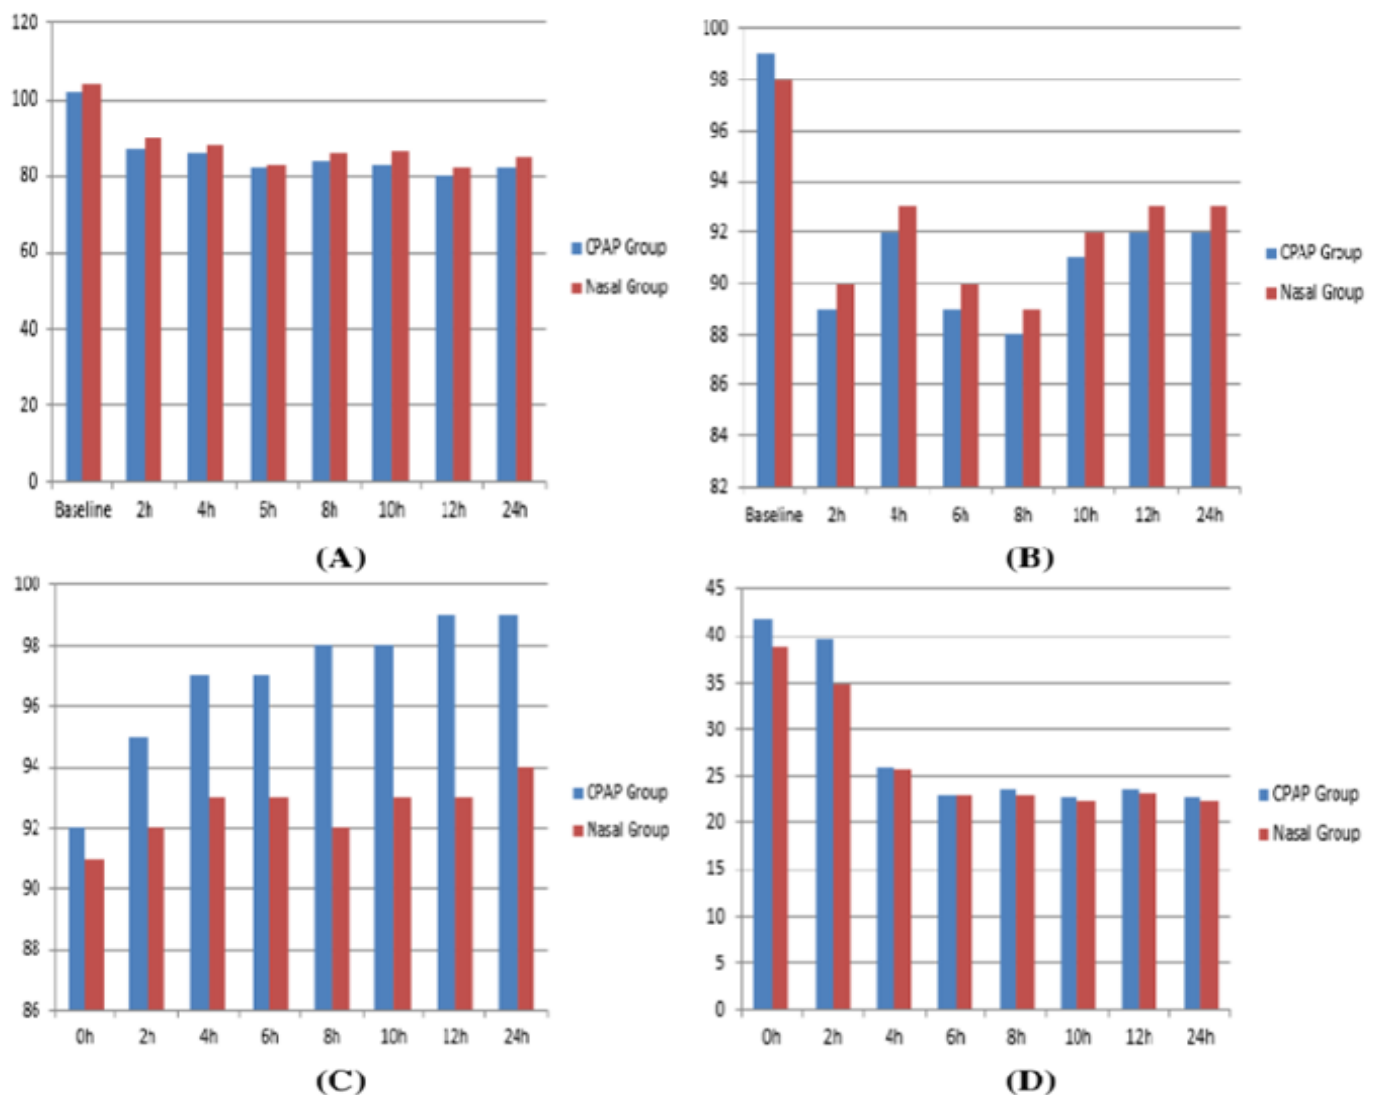 120
100
80
60
40
20
0
Baseline 2h 4h 6h 8h 10h 12h 24h
CPAP Group
Nasal Group
(A)
100
98
96
94
92
90
88
86
84
82
Baseline 2h 4h 6h 8h 10h 12h 24h
CPAP Group
Nasal Group
(B)
100
98
96
94
92
90
88
86
0h 2h 4h 6h 8h 10h 12h 24h
CPAP Group
Nasal Group
(C)
45
40
35
30
25
20
15
10
5
0
0h 2h 4h 6h 8h 10h 12h 24h
CPAP Group
Nasal Group
(D)